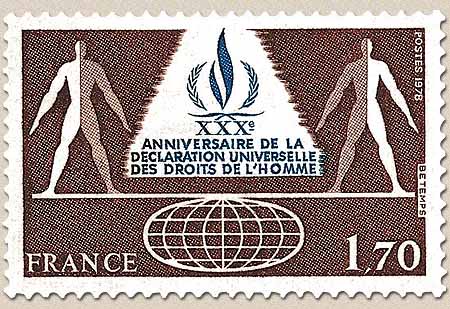 XXXe
ANNIVERSAIRE DE LA
DÉCLARATION UNIVERSELLE
DES DROITS DE L'HOMME
POSTES 1978
BETEMPS
FRANCE
1,70